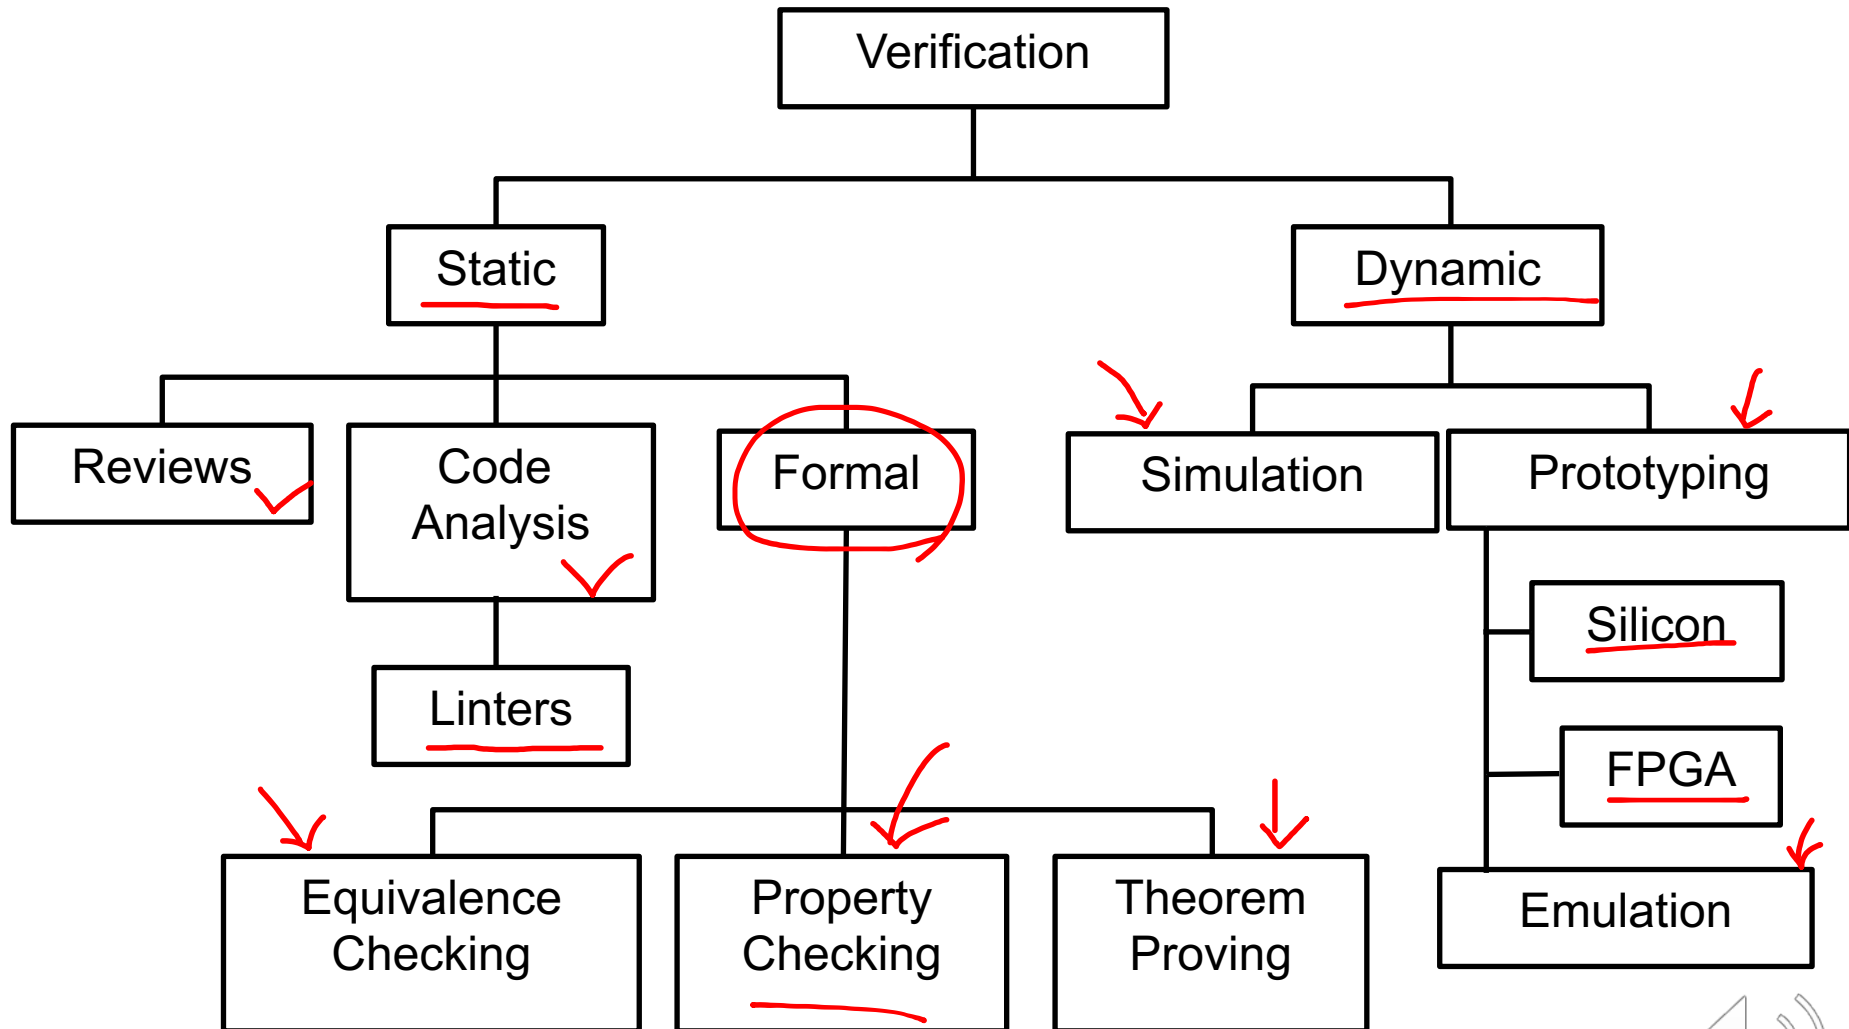 Verification
Static
Dynamic
Reviews
Code
Analysis
Formal
Simulation
Prototyping
Silicon
Linters
FPGA
Equivalence
Checking
Property
Checking
Theorem
Proving
Emulation